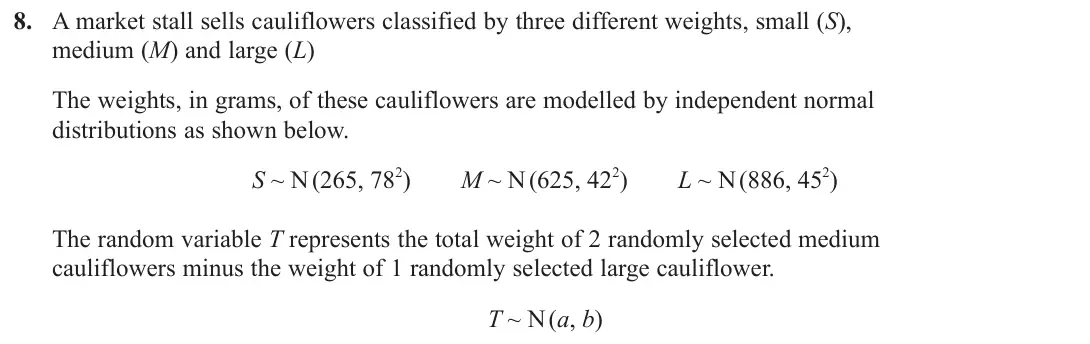 8. A market stall sells cauliflowers classified by three different weights, small (S),
medium (M) and large (L)
The weights, in grams, of these cauliflowers are modelled by independent normal
distributions as shown below.
S ~ N(265, 78²) M ~ N(625, 42²) L ~ N(886, 45²)
The random variable T represents the total weight of 2 randomly selected medium
cauliflowers minus the weight of 1 randomly selected large cauliflower.
T ~ N(a, b)